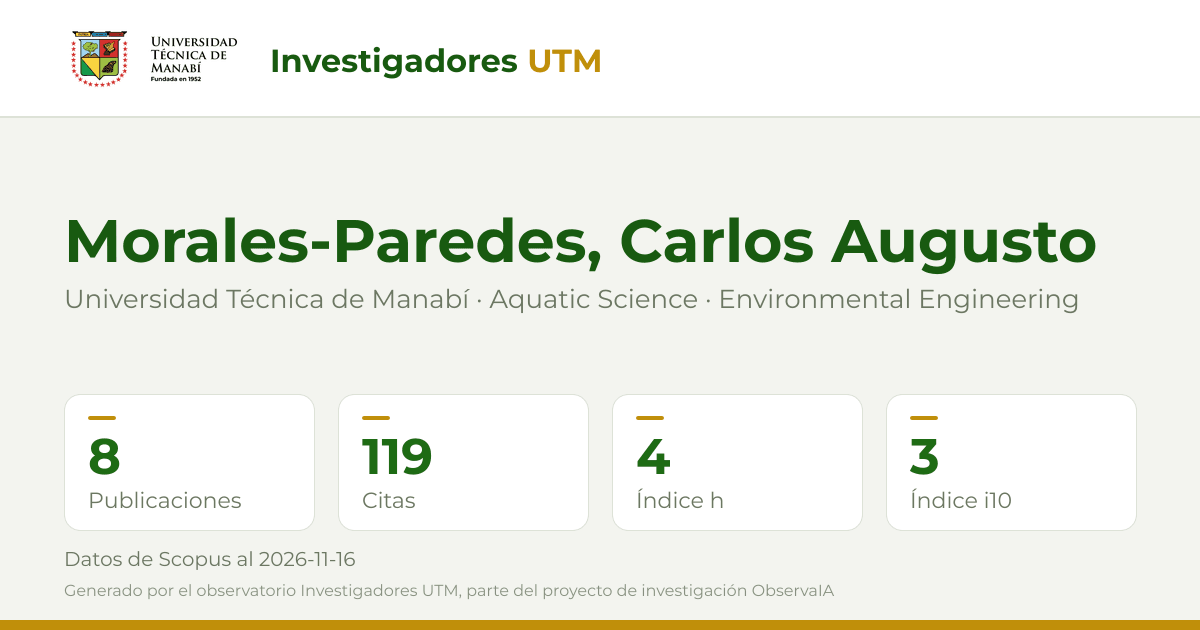 UNIVERSIDAD
TÉCNICA DE
MANABÍ
Fundada en 1952
Investigadores UTM
Morales-Paredes, Carlos Augusto
Universidad Técnica de Manabí · Aquatic Science · Environmental Engineering
8
Publicaciones
119
Citas
4
Índice h
3
Índice i10
Datos de Scopus al 2026-11-16
Generado por el observatorio Investigadores UTM, parte del proyecto de investigación ObservaIA